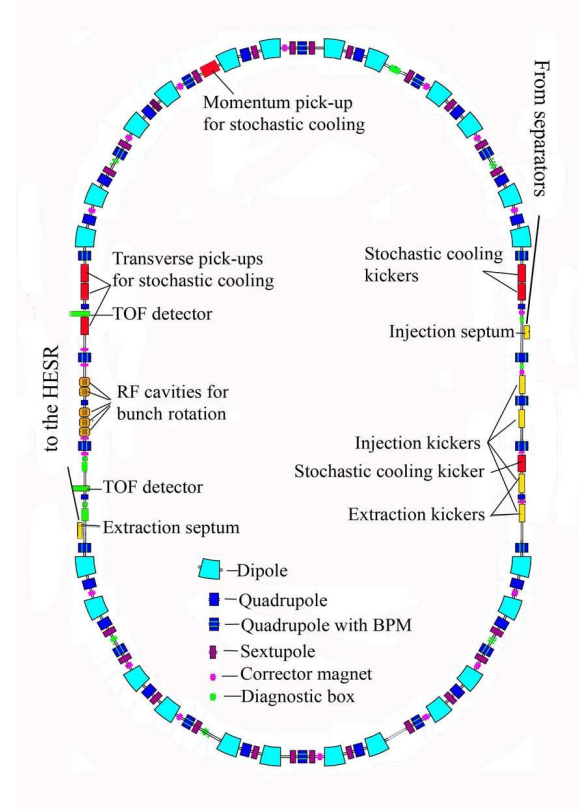 Momentum pick-up
for stochastic cooling
From separators
Transverse pick-ups
for stochastic cooling
Stochastic cooling
kickers
TOF detector
Injection septum
to the HESR
RF cavities for
bunch rotation
Injection kickers
Stochastic cooling kicker
TOF detector
Extraction kickers
Extraction septum
Dipole
Quadrupole
Quadrupole with BPM
Sextupole
Corrector magnet
Diagnostic box